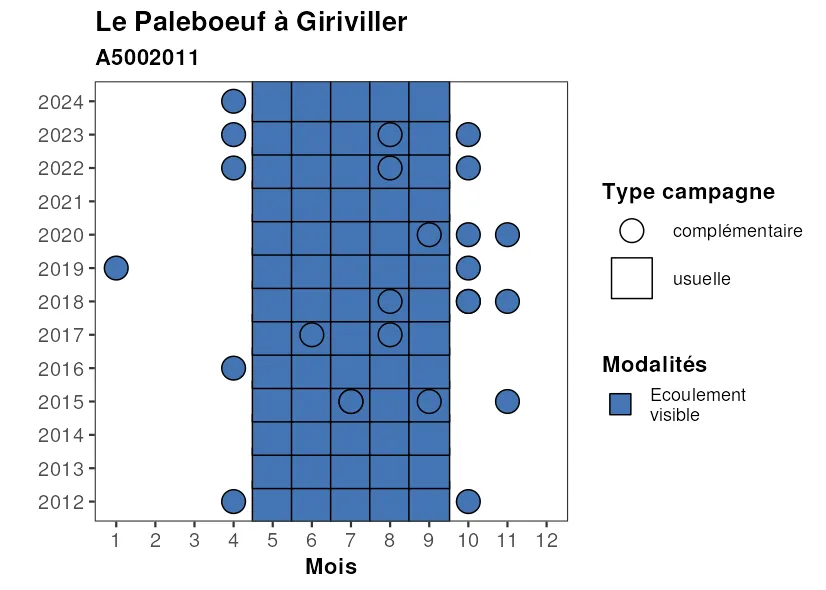 Le Paleboeuf à Giriviller
A5002011
2024
2023
2022
2021
2020
2019
2018
2017
2016
2015
2014
2013
2012
1 2 3 4 5 6 7 8 9 10 11 12
Mois
Type campagne
complémentaire
usuelle
Modalités
Ecoulement
visible